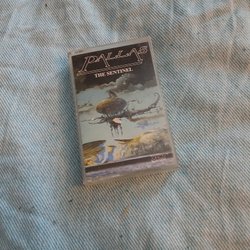 PALLAS
THE SENTINEL